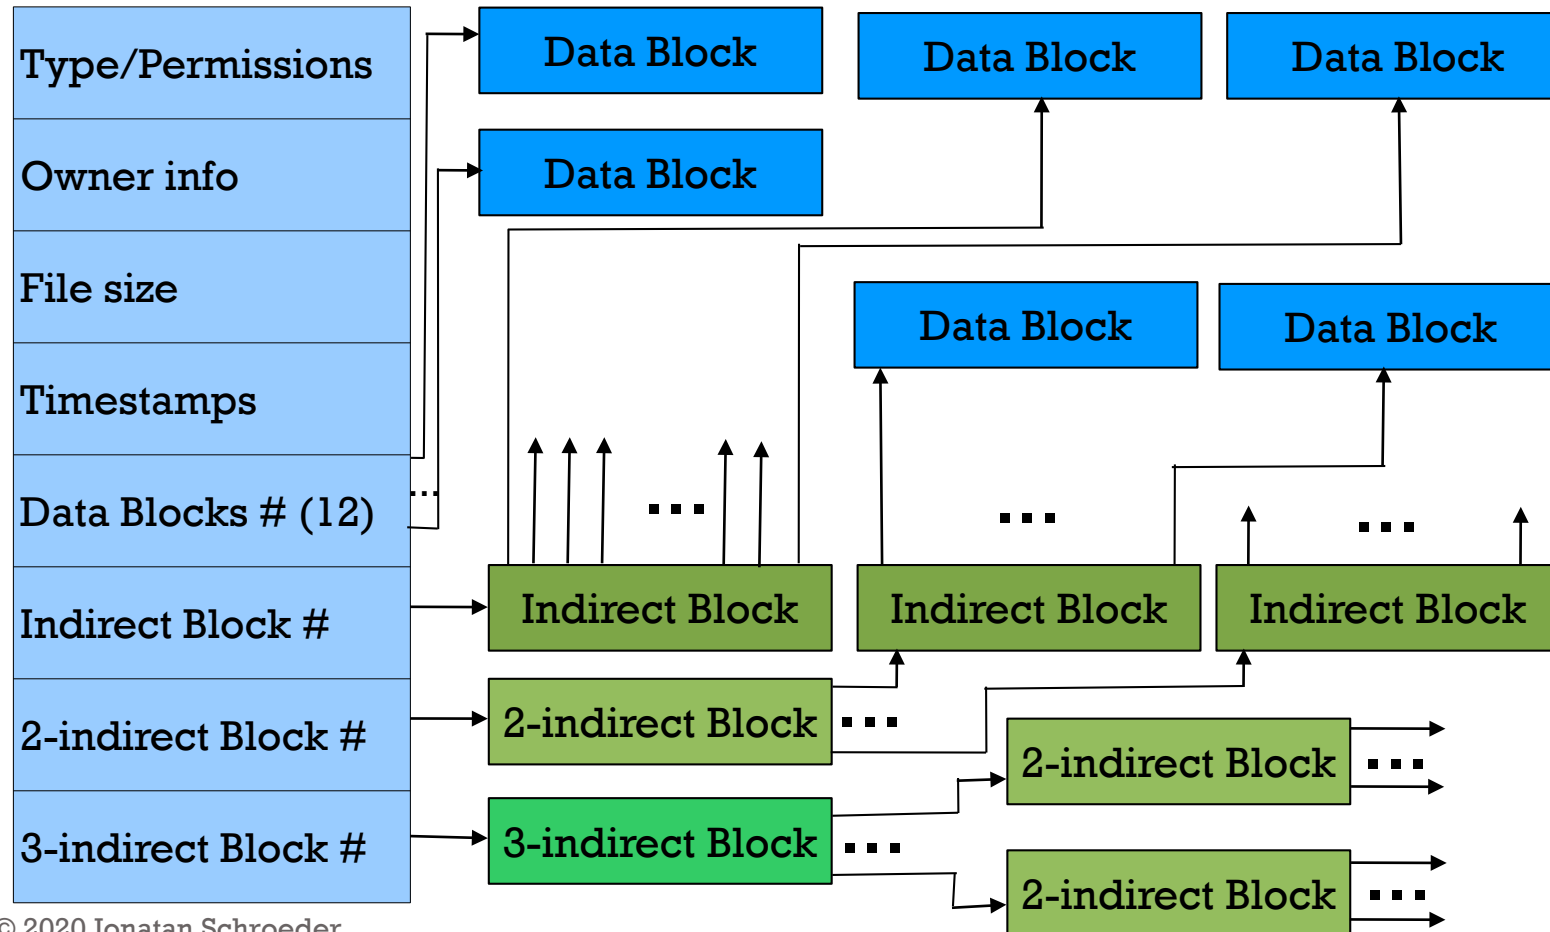 Type/Permissions
Owner info
File size
Timestamps
Data Blocks # (12)
Indirect Block #
2-indirect Block #
3-indirect Block #
Data Block
Data Block
Data Block
Data Block
Data Block
Data Block
Indirect Block
Indirect Block
Indirect Block
2-indirect Block
2-indirect Block
3-indirect Block
2-indirect Block
© 2020 Jonatan Schroeder